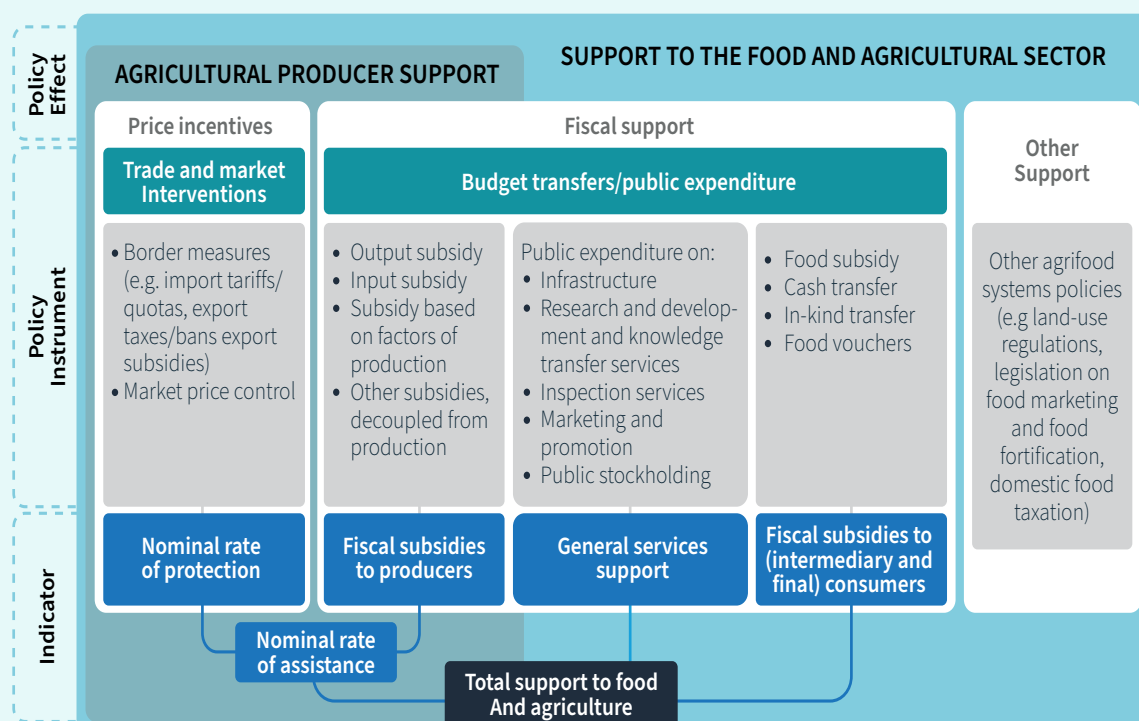 Policy
Effect
AGRICULTURAL PRODUCER SUPPORT
SUPPORT TO THE FOOD AND AGRICULTURAL SECTOR
Price incentives
Fiscal support
Other
Support
Policy
Instrument
Trade and market
Interventions
Budget transfers/public expenditure
• Border measures
(e.g. import tariffs/
quotas, export
taxes/bans export
subsidies)
• Market price control
• Output subsidy
• Input subsidy
• Subsidy based
on factors of
production
• Other subsidies,
decoupled from
production
Public expenditure on:
• Infrastructure
• Research and develop-
ment and knowledge
transfer services
• Inspection services
• Marketing and
promotion
• Public stockholding
• Food subsidy
• Cash transfer
• In-kind transfer
• Food vouchers
Other agrifood
systems policies
(e.g land-use
regulations,
legislation on
food marketing
and food
fortification,
domestic food
taxation)
Indicator
Nominal rate
of protection
Fiscal subsidies
to producers
General services
support
Fiscal subsidies to
(intermediary and
final) consumers
Nominal rate
of assistance
Total support to food
And agriculture